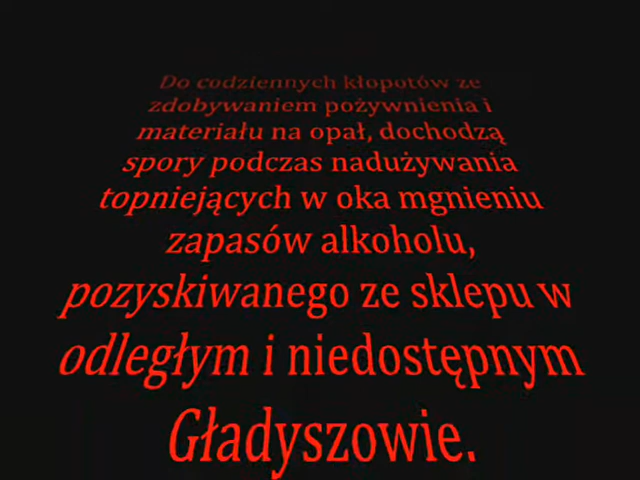 Do codziennych kłopotów ze
zdobywaniem pożywnienia i
materiału na opał, dochodzą
spory podczas nadużywania
topniejących w oka mgnieniu
zapasów alkoholu,
pozyskiwanego ze sklepu w
odległym i niedostępnym
Gładyszowie.